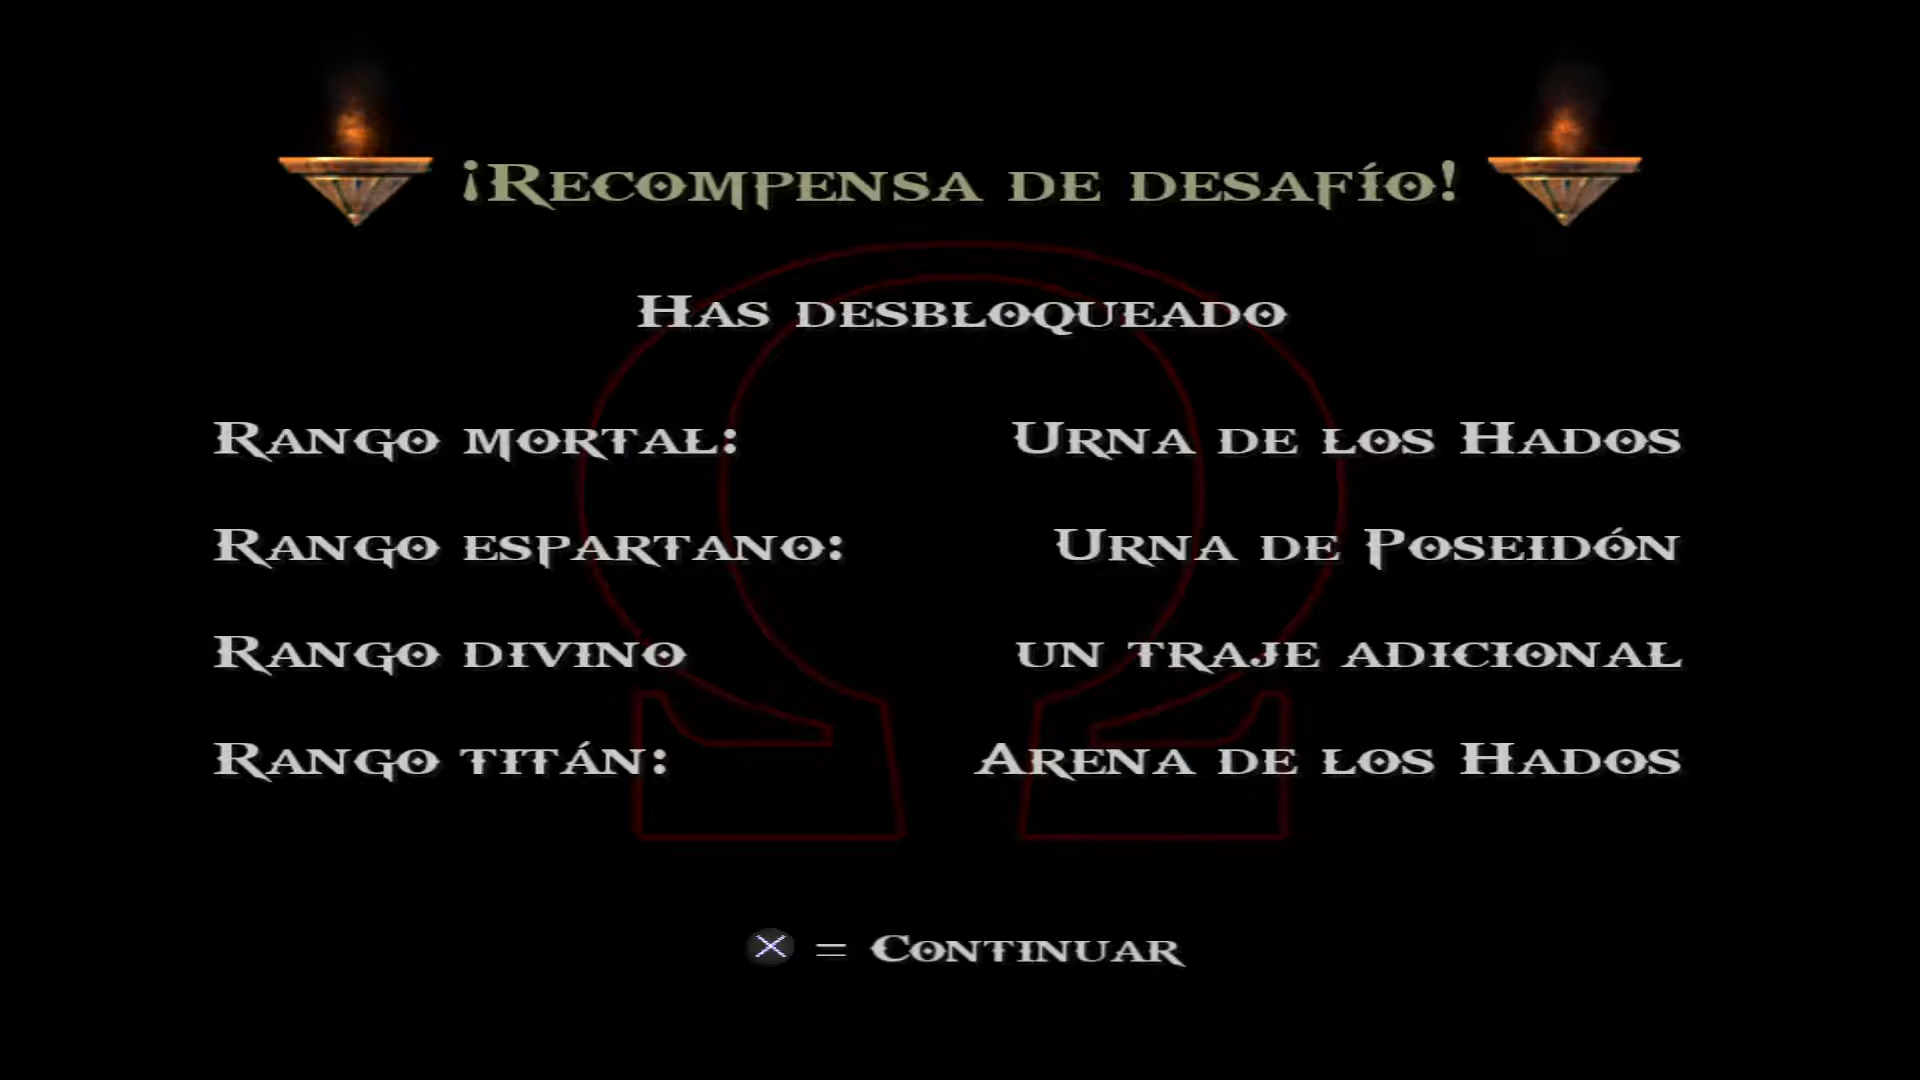 ¡Recompensa de desafío!
Has desbloqueado
Rango mortal: Urna de los Hados
Rango espartano: Urna de Poseidón
Rango divino un traje adicional
Rango titán: Arena de los Hados
= Continuar